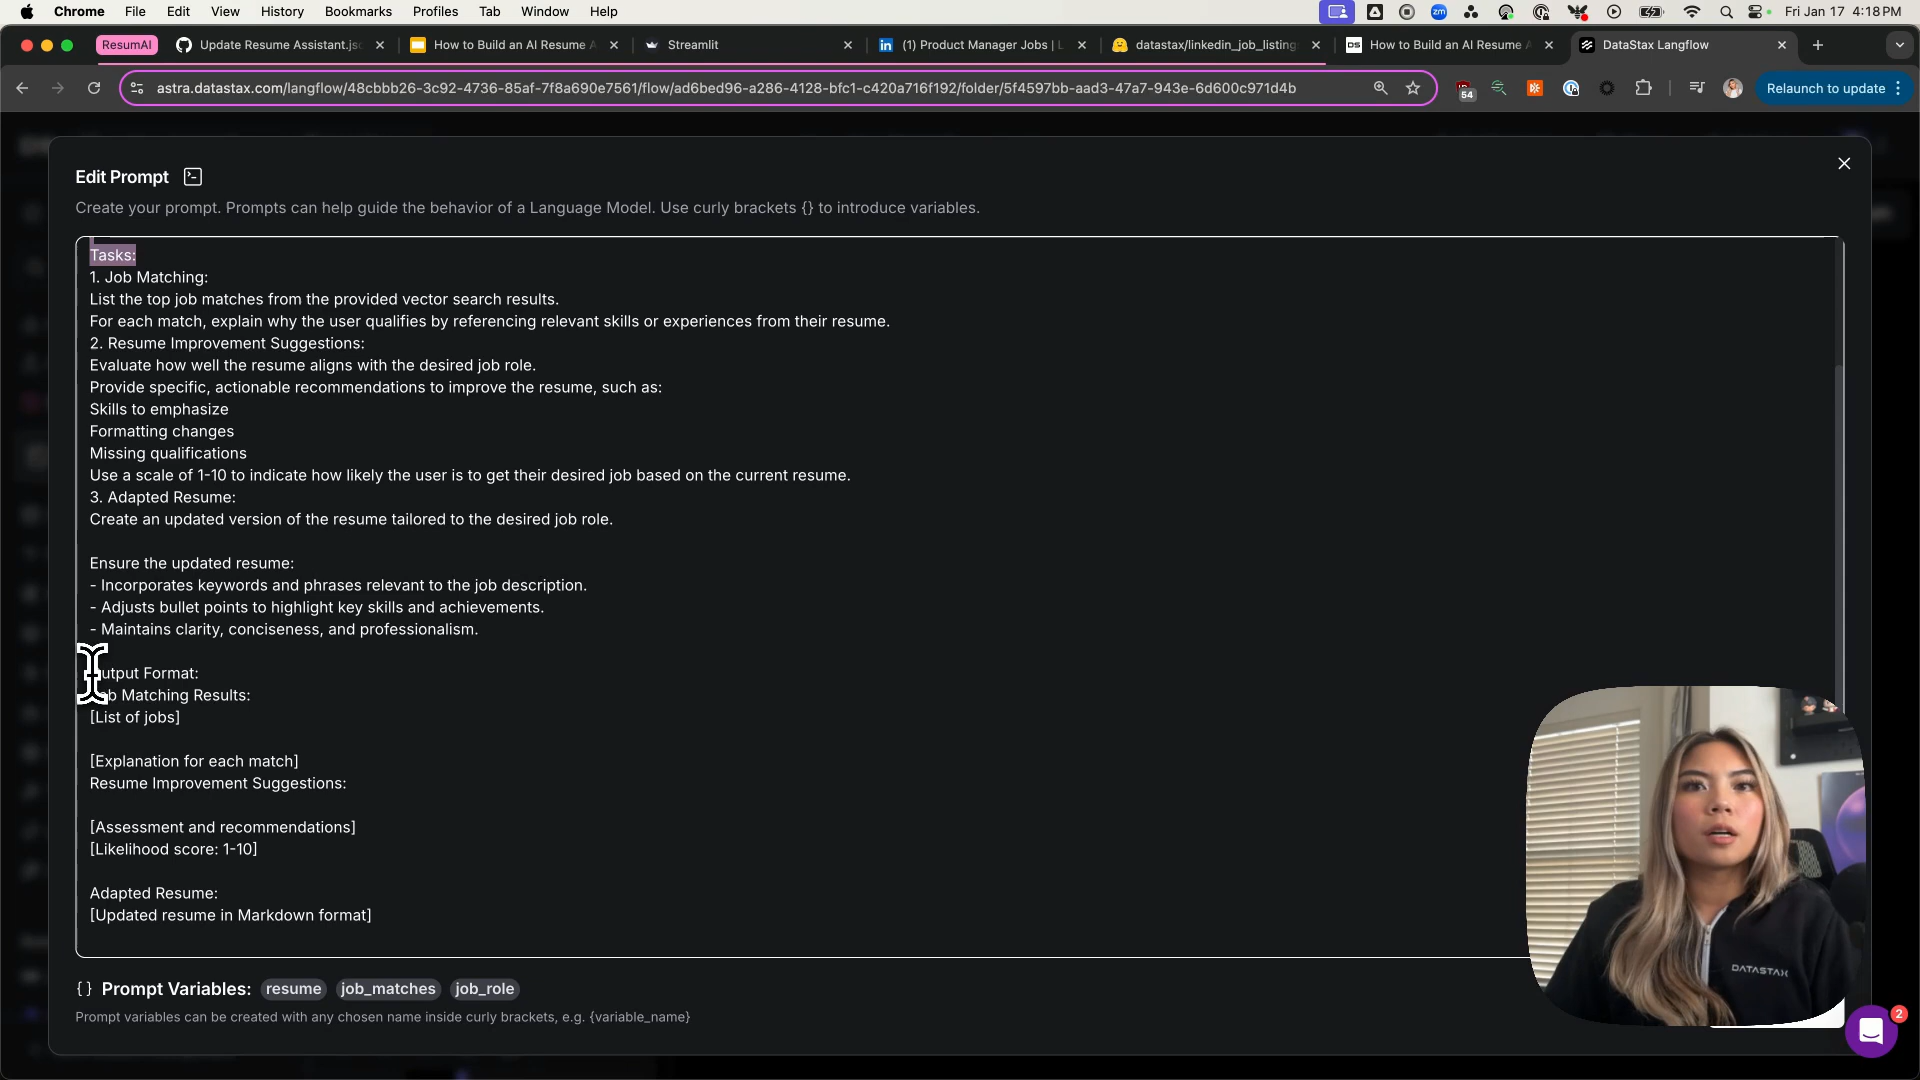 Chrome File Edit View History Bookmarks Profiles Tab Window Help zm Fri Jan 17 4:18 PM
ResumAI Update Resume Assistant.jso How to Build an AI Resume A Streamlit (1) Product Manager Jobs | L datastax/linkedin_job_listing DS How to Build an AI Resume A DataStax Langflow
astra.datastax.com/langflow/48cbbb26-3c92-4736-85af-7f8a690e7561/flow/ad6bed96-a286-4128-bfc1-c420a716f192/folder/5f4597bb-aad3-47a7-943e-6d600c971d4b 54 Relaunch to update
Edit Prompt
Create your prompt. Prompts can help guide the behavior of a Language Model. Use curly brackets {} to introduce variables.
Tasks:
1. Job Matching:
List the top job matches from the provided vector search results.
For each match, explain why the user qualifies by referencing relevant skills or experiences from their resume.
2. Resume Improvement Suggestions:
Evaluate how well the resume aligns with the desired job role.
Provide specific, actionable recommendations to improve the resume, such as:
Skills to emphasize
Formatting changes
Missing qualifications
Use a scale of 1-10 to indicate how likely the user is to get their desired job based on the current resume.
3. Adapted Resume:
Create an updated version of the resume tailored to the desired job role.
Ensure the updated resume:
- Incorporates keywords and phrases relevant to the job description.
- Adjusts bullet points to highlight key skills and achievements.
- Maintains clarity, conciseness, and professionalism.
Output Format:
Job Matching Results:
[List of jobs]
[Explanation for each match]
Resume Improvement Suggestions:
[Assessment and recommendations]
[Likelihood score: 1-10]
Adapted Resume:
[Updated resume in Markdown format]
DATASTAX
{} Prompt Variables: resume job_matches job_role
Prompt variables can be created with any chosen name inside curly brackets, e.g. {variable_name}
2